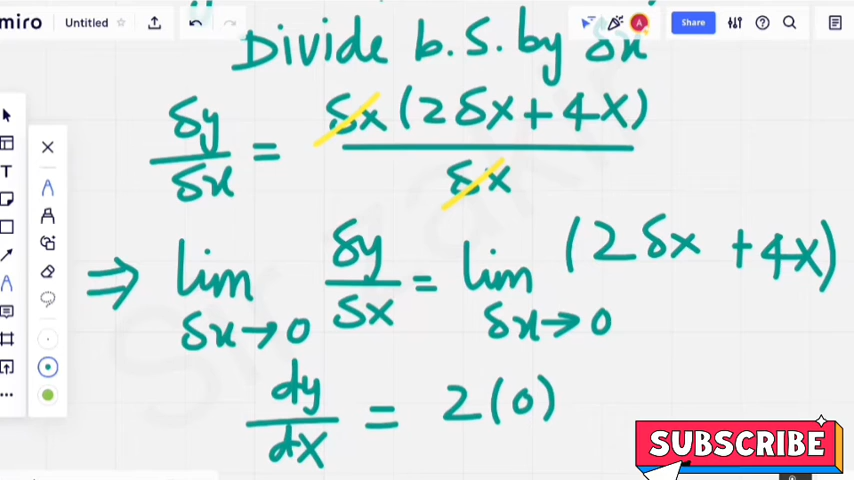 miro Untitled Share
Divide b.S. by δx
δy/δx = δx(2δx+4x)/δx
⇒ lim δx→0 δy/δx = lim δx→0 (2δx +4x)
dy/dx = 2(0)
SUBSCRIBE